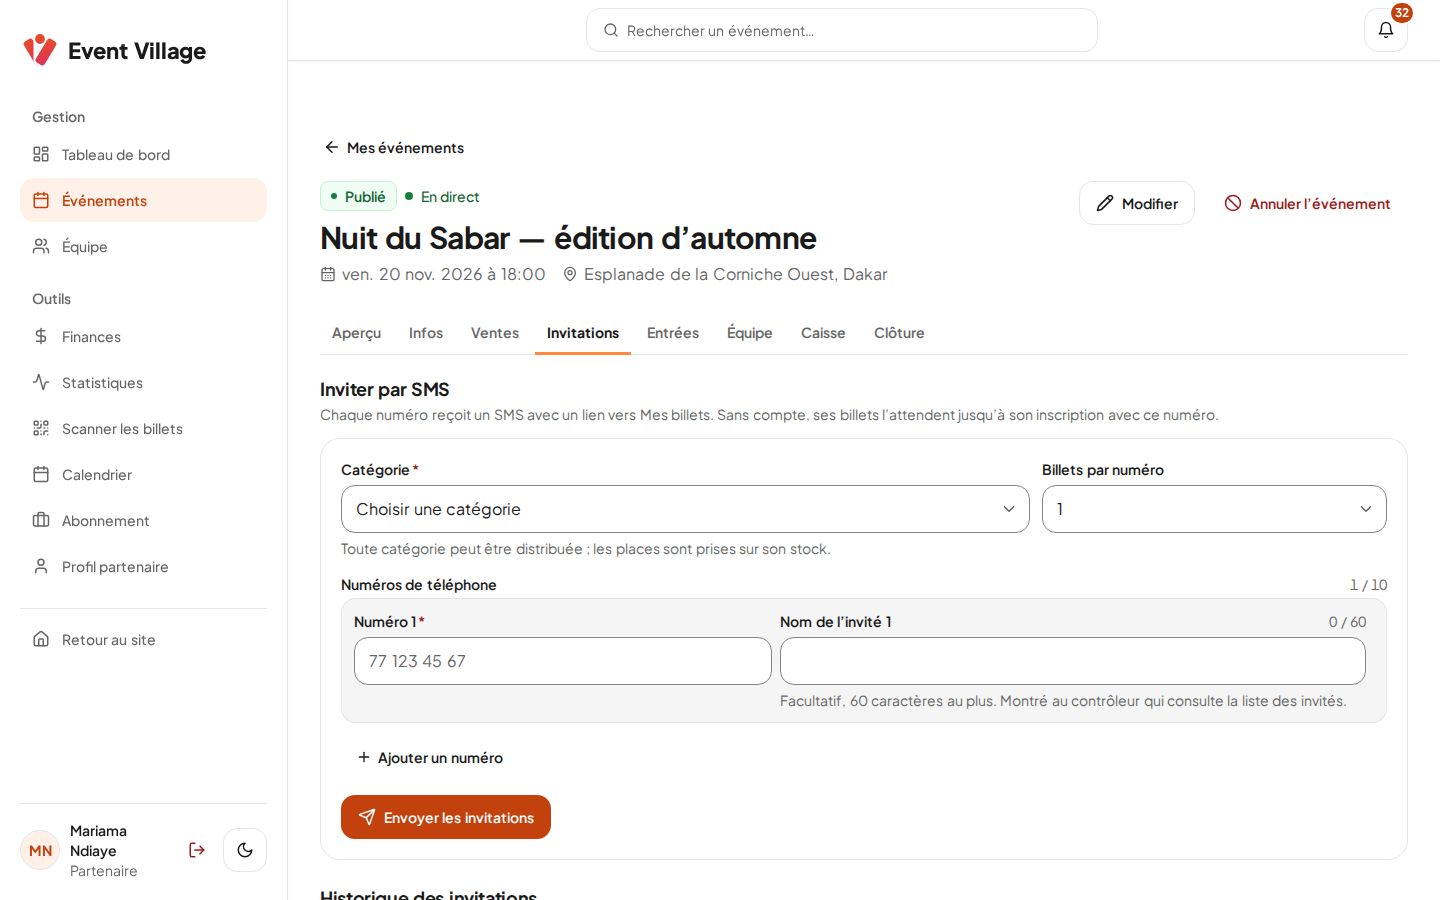 Event Village
Rechercher un événement…
32
Gestion
Tableau de bord
Événements
Équipe
Outils
Finances
Statistiques
Scanner les billets
Calendrier
Abonnement
Profil partenaire
Retour au site
MN
Mariama
Ndiaye
Partenaire
Mes événements
Publié
En direct
Modifier
Annuler l’événement
Nuit du Sabar — édition d’automne
ven. 20 nov. 2026 à 18:00
Esplanade de la Corniche Ouest, Dakar
Aperçu
Infos
Ventes
Invitations
Entrées
Équipe
Caisse
Clôture
Inviter par SMS
Chaque numéro reçoit un SMS avec un lien vers Mes billets. Sans compte, ses billets l’attendent jusqu’à son inscription avec ce numéro.
Catégorie *
Billets par numéro
Choisir une catégorie
1
Toute catégorie peut être distribuée ; les places sont prises sur son stock.
Numéros de téléphone
1 / 10
Numéro 1 *
Nom de l’invité 1
0 / 60
77 123 45 67
Facultatif, 60 caractères au plus. Montré au contrôleur qui consulte la liste des invités.
Ajouter un numéro
Envoyer les invitations
Historique des invitations